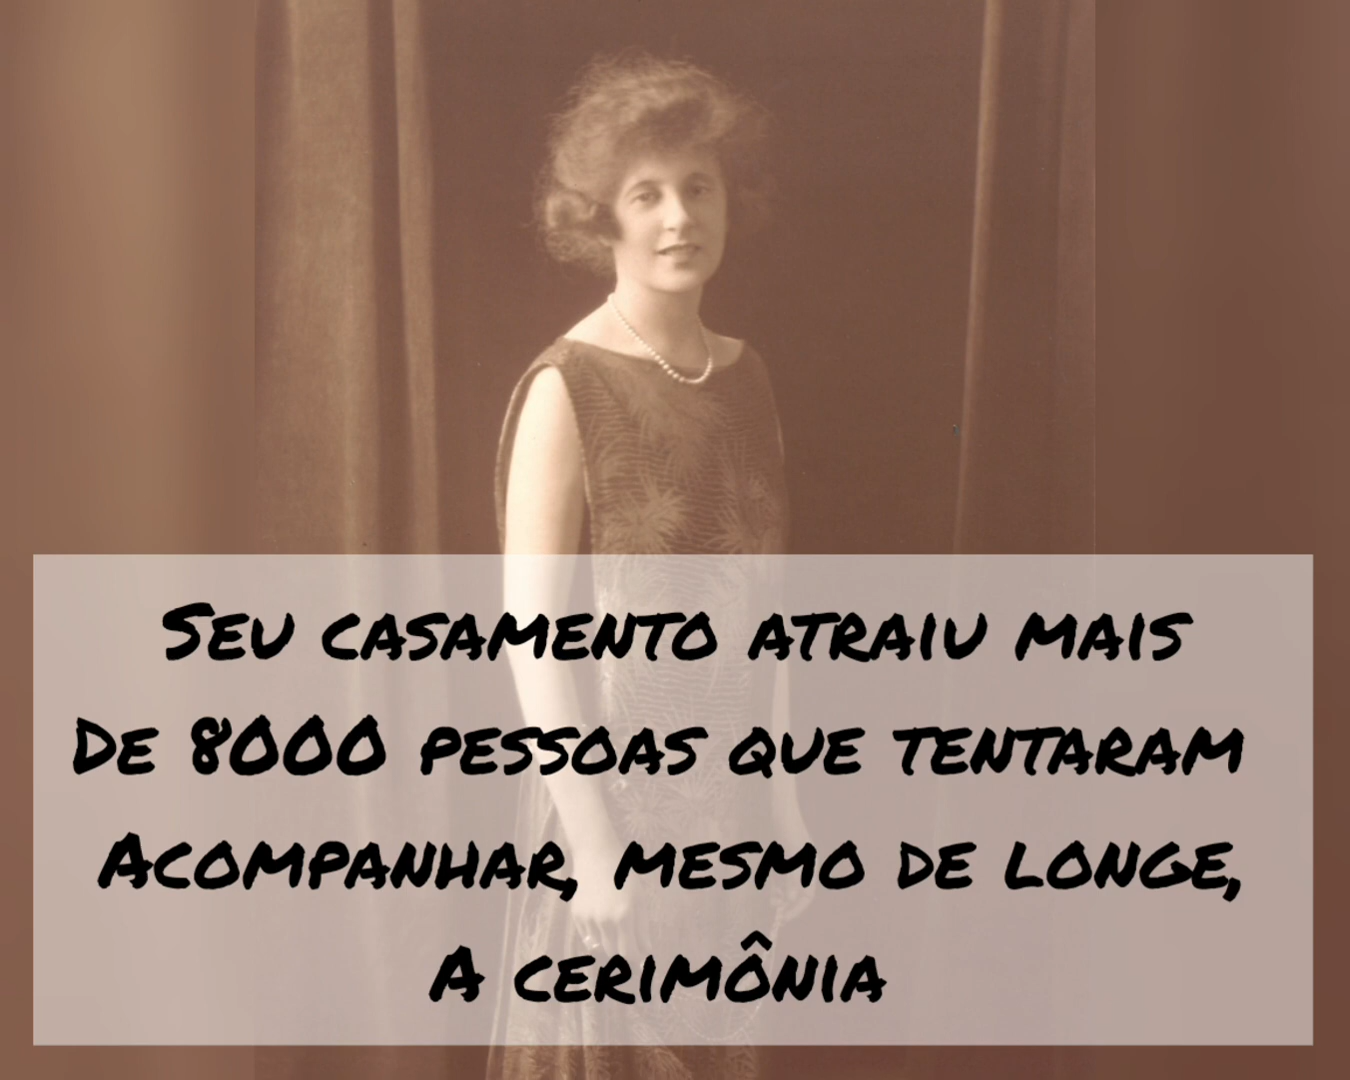 Seu casamento atraiu mais
de 8000 pessoas que tentaram
Acompanhar, mesmo de longe,
a cerimônia